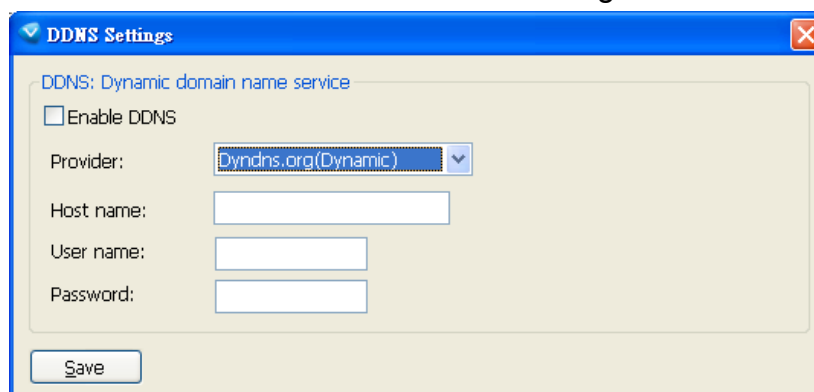 DDNS Settings
DDNS: Dynamic domain name service
Enable DDNS
Provider: Dyndns.org(Dynamic)
Host name:
User name:
Password:
Save